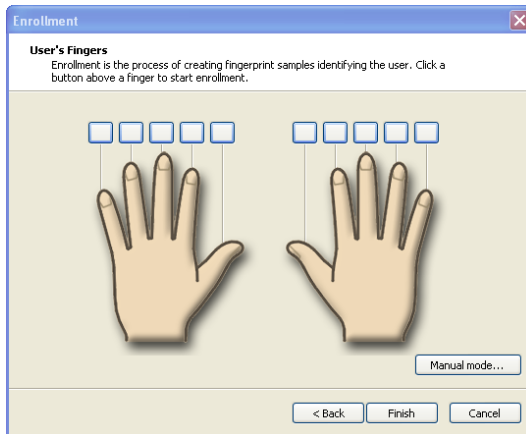 Enrollment
User's Fingers
Enrollment is the process of creating fingerprint samples identifying the user. Click a
button above a finger to start enrollment.
Manual mode...
< Back
Finish
Cancel